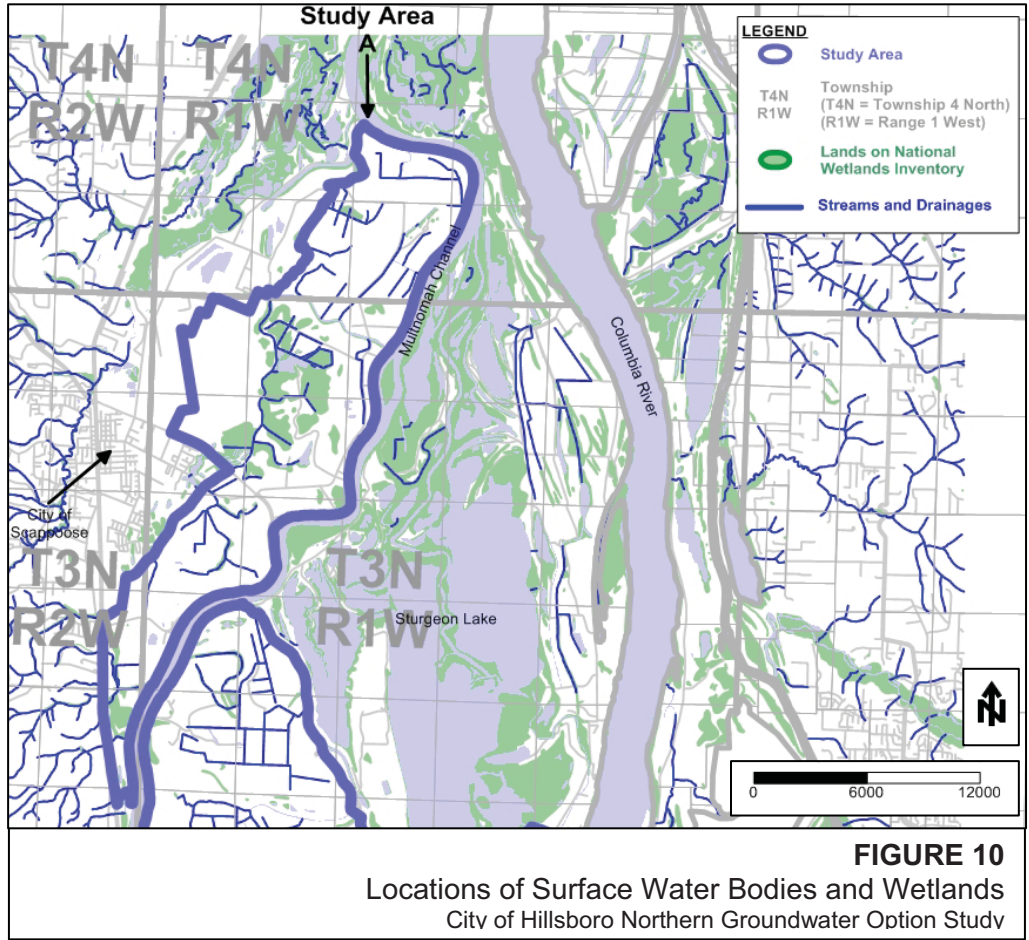 Study Area
A
T4N
R2W
T4N
R1W
LEGEND
Study Area
T4N
R1W
Township
(T4N = Township 4 North)
(R1W = Range 1 West)
Lands on National
Wetlands Inventory
Streams and Drainages
Multnomah Channel
Columbia River
City of
Scappoose
T3N
R2W
T3N
R1W
Sturgeon Lake
N
0 6000 12000
FIGURE 10
Locations of Surface Water Bodies and Wetlands
City of Hillsboro Northern Groundwater Option Study